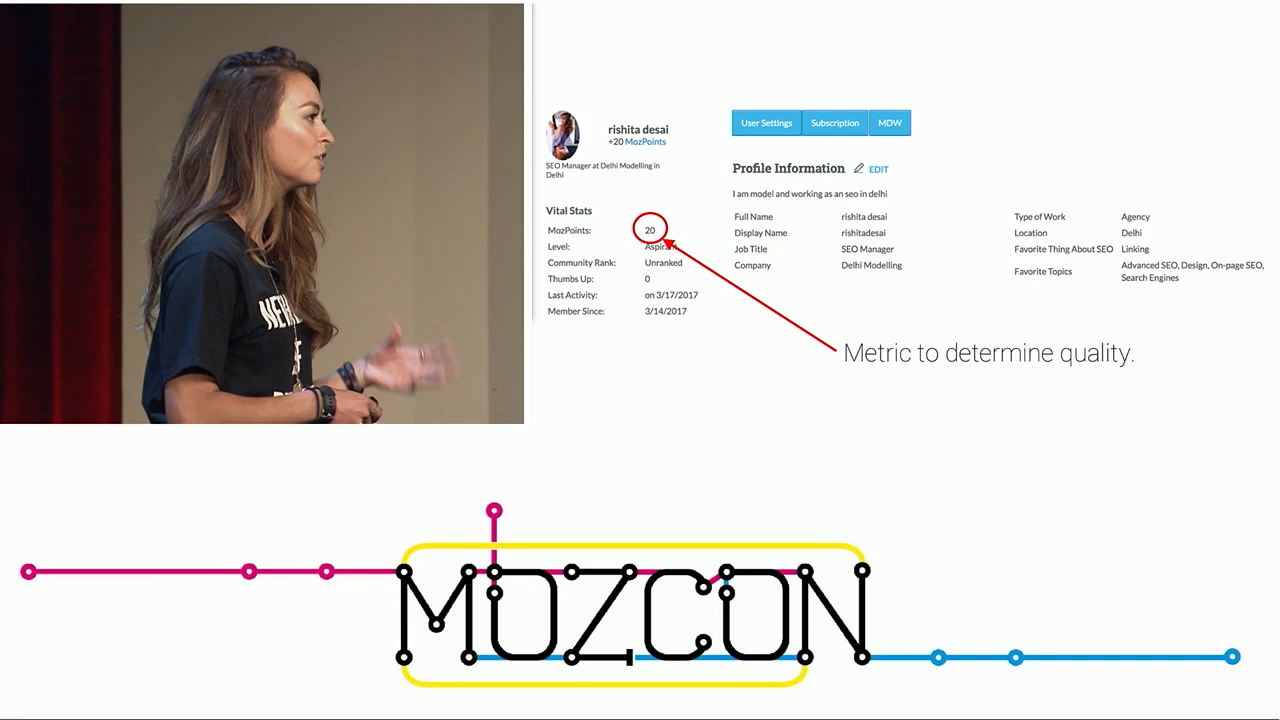 NEW
rishita desai
+20 MozPoints
SEO Manager at Delhi Modelling in
Delhi
Vital Stats
MozPoints: 20
Level: Aspirant
Community Rank: Unranked
Thumbs Up: 0
Last Activity: on 3/17/2017
Member Since: 3/14/2017
User Settings Subscription MDW
Profile Information EDIT
I am model and working as an seo in delhi
Full Name rishita desai
Display Name rishitadesai
Job Title SEO Manager
Company Delhi Modelling
Type of Work Agency
Location Delhi
Favorite Thing About SEO Linking
Favorite Topics Advanced SEO, Design, On-page SEO,
Search Engines
Metric to determine quality.
MOZCON